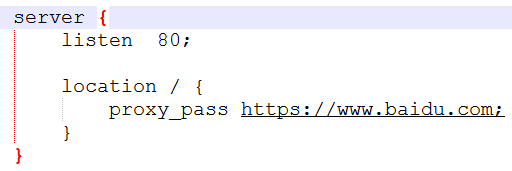 server {
    listen  80;

    location / {
        proxy_pass https://www.baidu.com;
    }
}